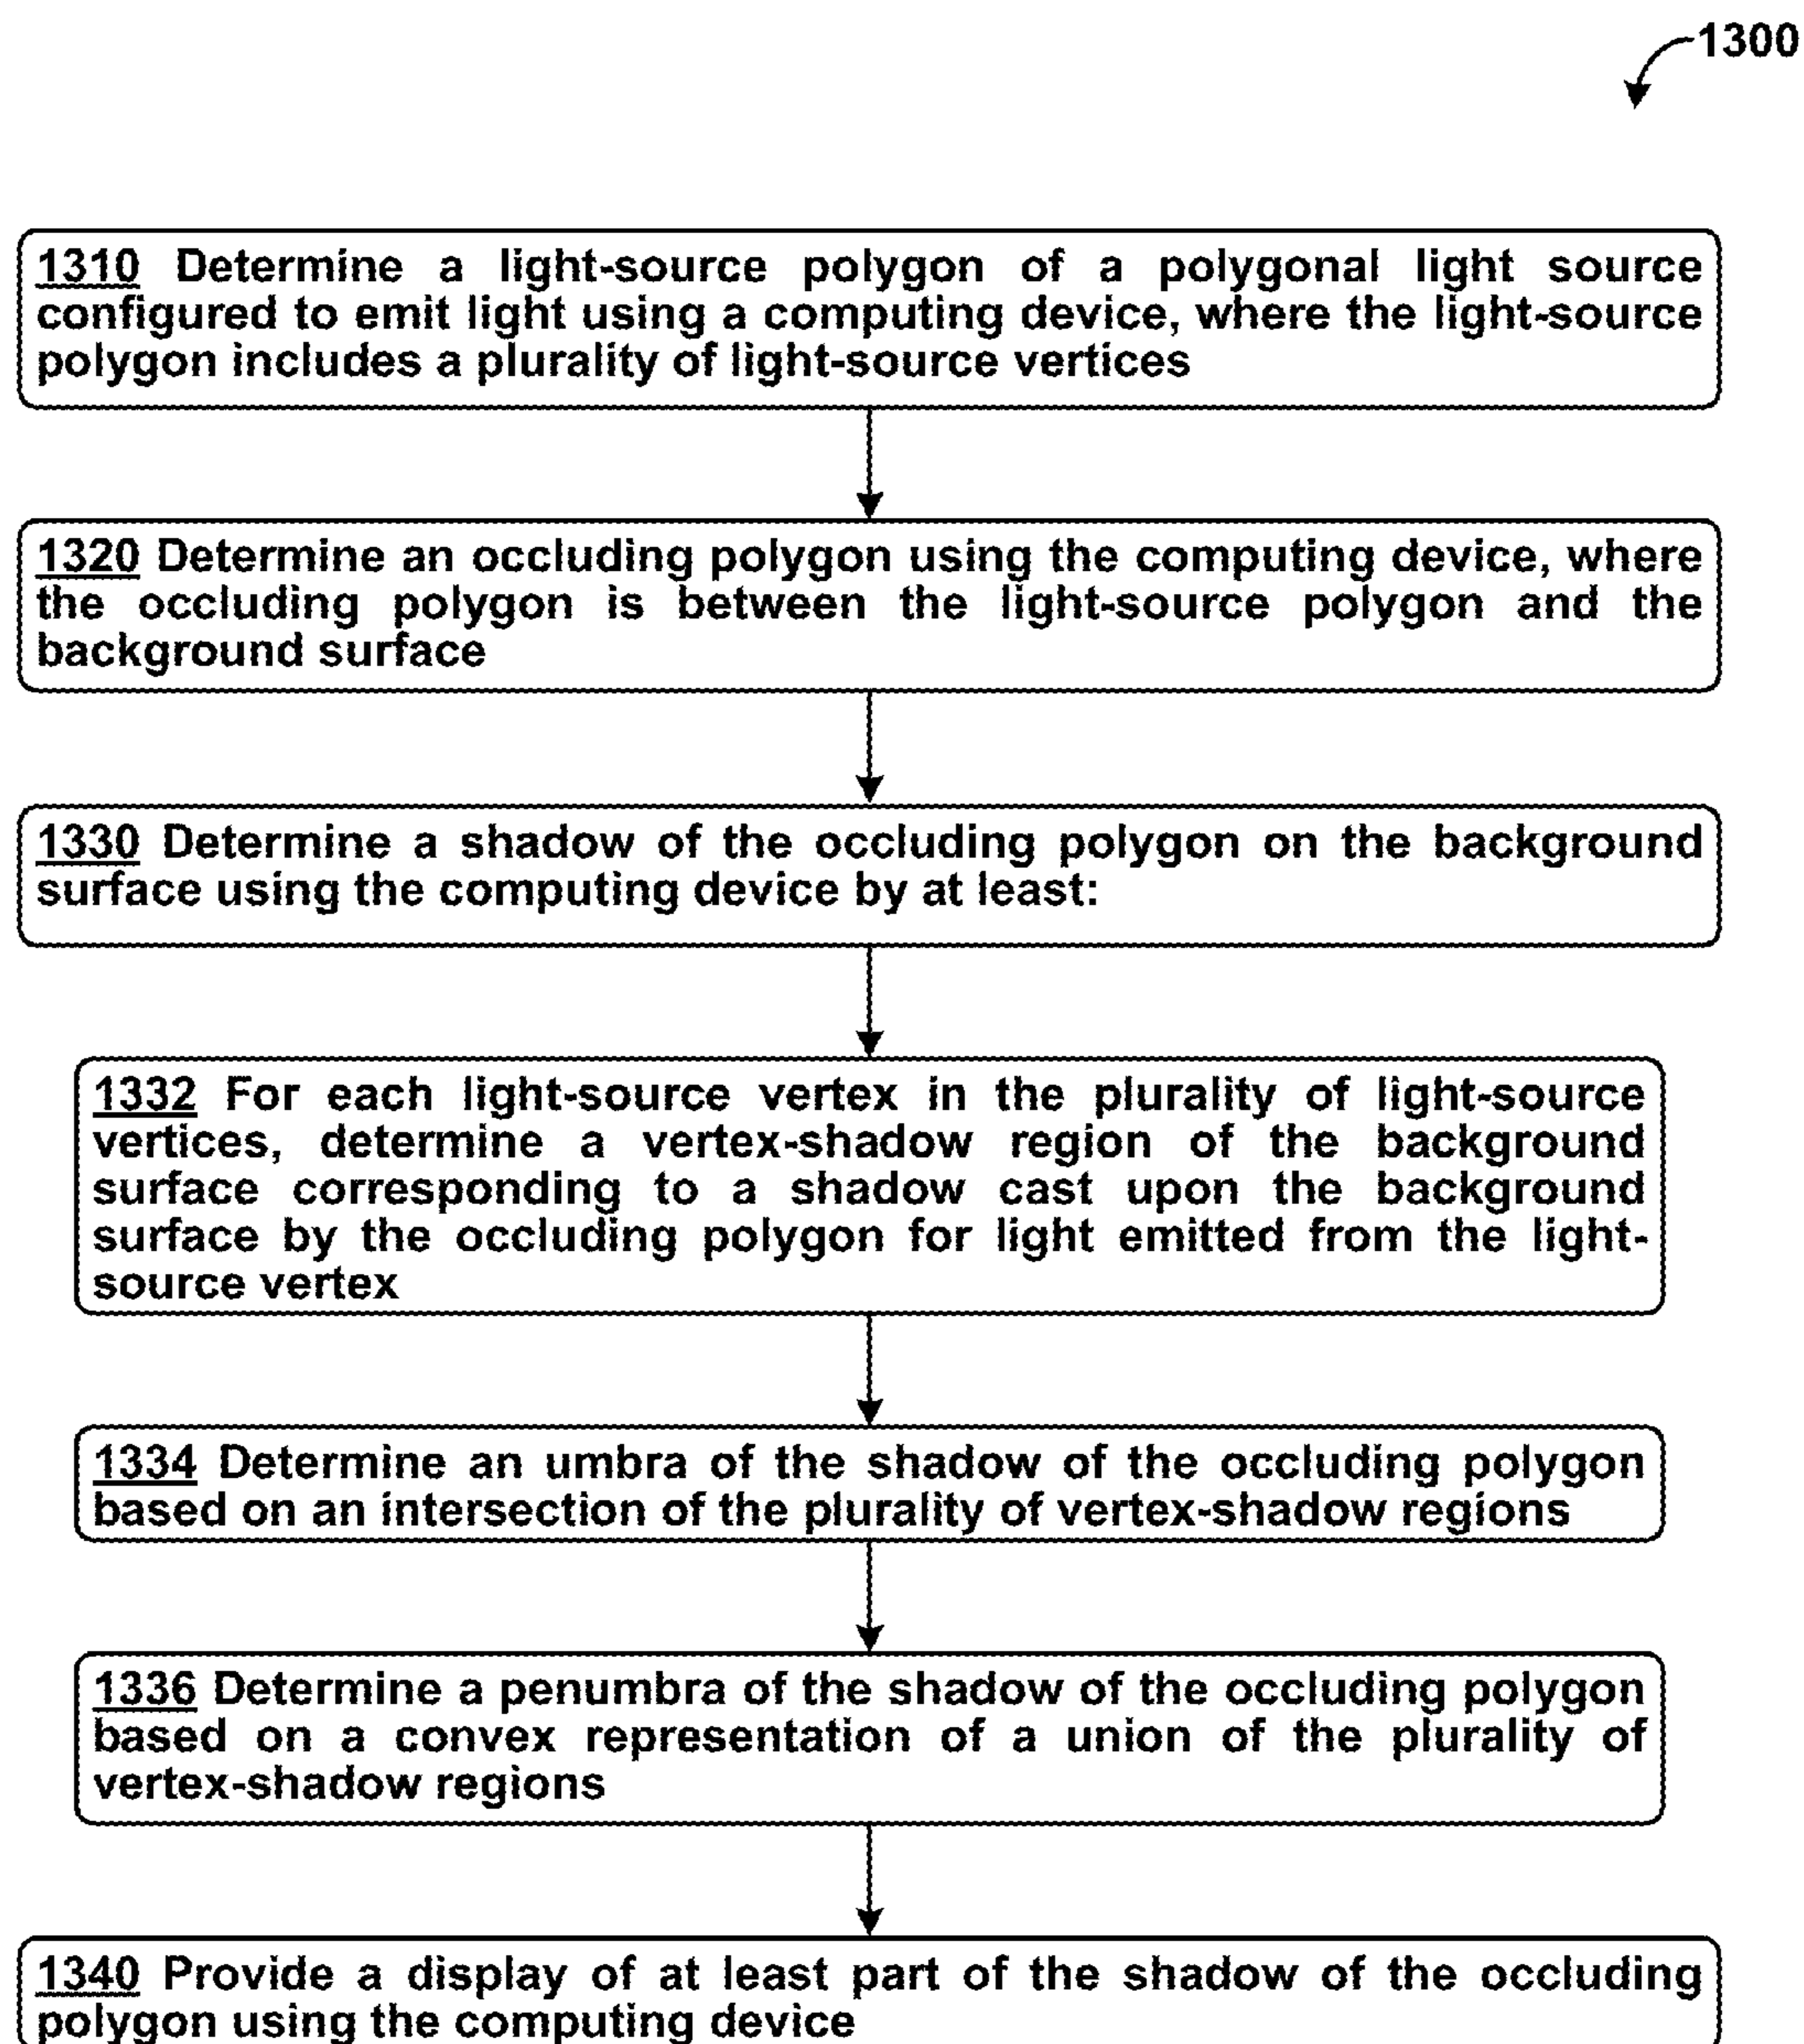 1300
1310 Determine a light-source polygon of a polygonal light source
configured to emit light using a computing device, where the light-source
polygon includes a plurality of light-source vertices
1320 Determine an occluding polygon using the computing device, where
the occluding polygon is between the light-source polygon and the
background surface
1330 Determine a shadow of the occluding polygon on the background
surface using the computing device by at least:
1332 For each light-source vertex in the plurality of light-source
vertices, determine a vertex-shadow region of the background
surface corresponding to a shadow cast upon the background
surface by the occluding polygon for light emitted from the light-
source vertex
1334 Determine an umbra of the shadow of the occluding polygon
based on an intersection of the plurality of vertex-shadow regions
1336 Determine a penumbra of the shadow of the occluding polygon
based on a convex representation of a union of the plurality of
vertex-shadow regions
1340 Provide a display of at least part of the shadow of the occluding
polygon using the computing device